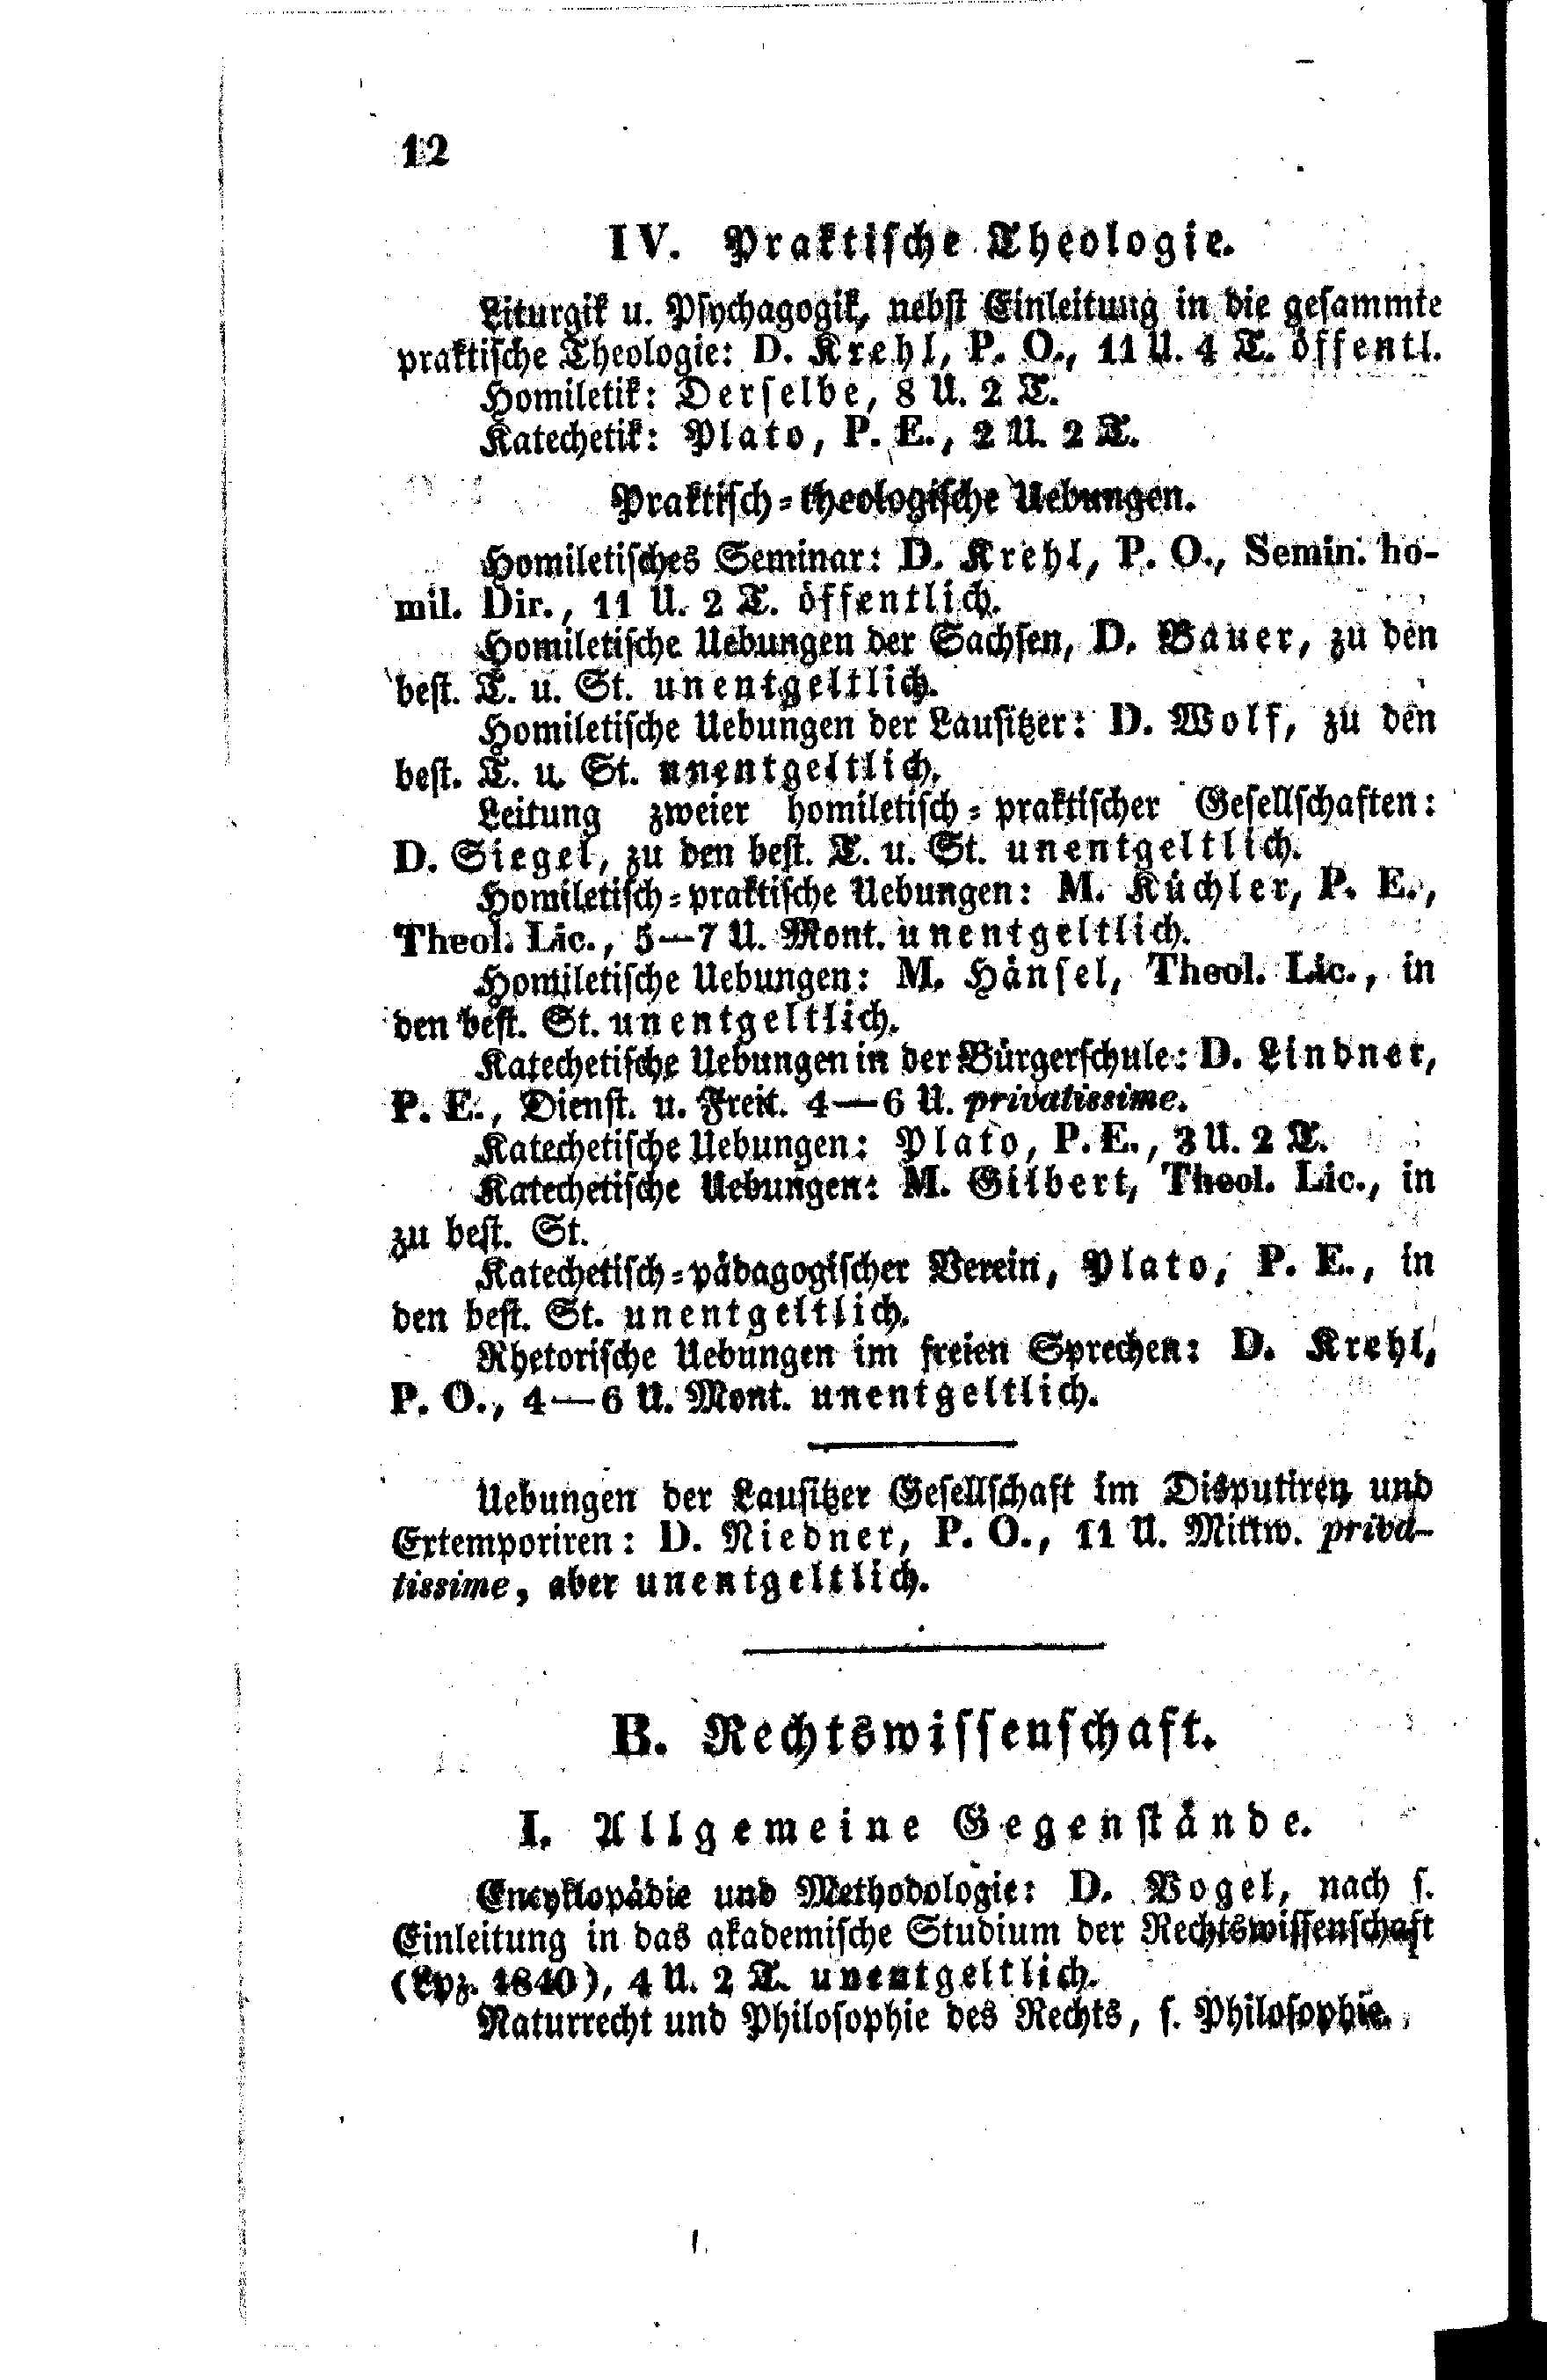 12
IV. Praktische Theologie.
Liturgik u. Psychagogik, nebst Einleitung in die gesammte
praktische Theologie: D. Krehl, P. O., 11 U. 4 T. öffentl.
Homiletik: Derselbe, 8 U. 2 T.
Katechetik: Plato, P. E., 2 U. 2 T.
Praktisch-theologische Uebungen.
Homiletisches Seminar: D. Krehl, P. O., Semin. ho-
mil. Dir., 11 U. 2 T. öffentlich.
Homiletische Uebungen der Sachsen, D. Bauer, zu den
best. T. u. St. unentgeltlich.
Homiletische Uebungen der Lausitzer: D. Wolf, zu den
best. T. u. St. unentgeltlich.
Leitung zweier homiletisch-praktischer Gesellschaften:
D. Siegel, zu den best. T. u. St. unentgeltlich.
Homiletisch-praktische Uebungen: M. Küchler, P. E.,
Theol. Lic., 5—7 U. Mont. unentgeltlich.
Homiletische Uebungen: M. Hänsel, Theol. Lic., in
den best. St. unentgeltlich.
Katechetische Uebungen in der Bürgerschule: D. Lindner,
P. E., Dienst. u. Freit. 4—6 U. privatissime.
Katechetische Uebungen: Plato, P. E., 3 U. 2 T.
Katechetische Uebungen: M. Gilbert, Theol. Lic., in
zu best. St.
Katechetisch-pädagogischer Verein, Plato, P. E., in
den best. St. unentgeltlich.
Rhetorische Uebungen im freien Sprechen: D. Krehl,
P. O., 4—6 U. Mont. unentgeltlich.
Uebungen der Lausitzer Gesellschaft im Disputiren und
Extemporiren: D. Niedner, P. O., 11 U. Mittw. priva-
tissime, aber unentgeltlich.
B. Rechtswissenschaft.
I. Allgemeine Gegenstände.
Encyklopädie und Methodologie: D. Vogel, nach s.
Einleitung in das akademische Studium der Rechtswissenschaft
(Lpz. 1840), 4 U. 2 T. unentgeltlich.
Naturrecht und Philosophie des Rechts, s. Philosophie.